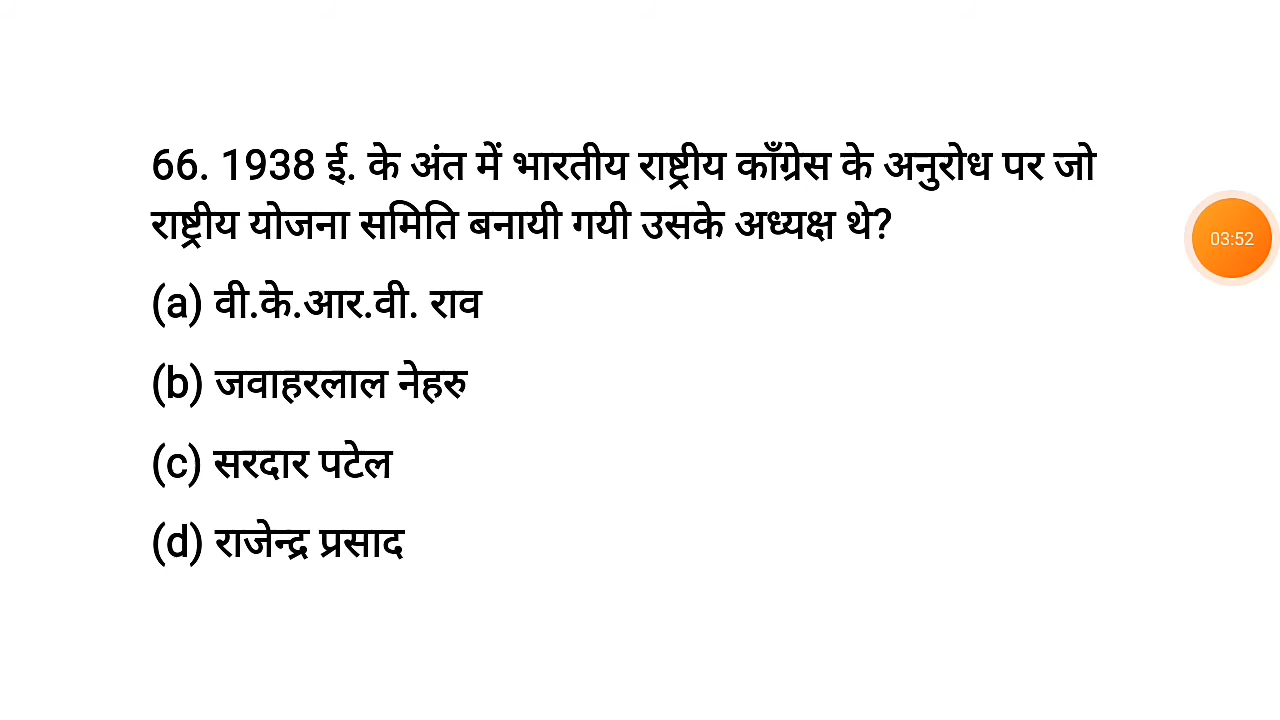 66. 1938 ई. के अंत में भारतीय राष्ट्रीय काँग्रेस के अनुरोध पर जो
राष्ट्रीय योजना समिति बनायी गयी उसके अध्यक्ष थे?
03:52
(a) वी.के.आर.वी. राव
(b) जवाहरलाल नेहरु
(c) सरदार पटेल
(d) राजेन्द्र प्रसाद